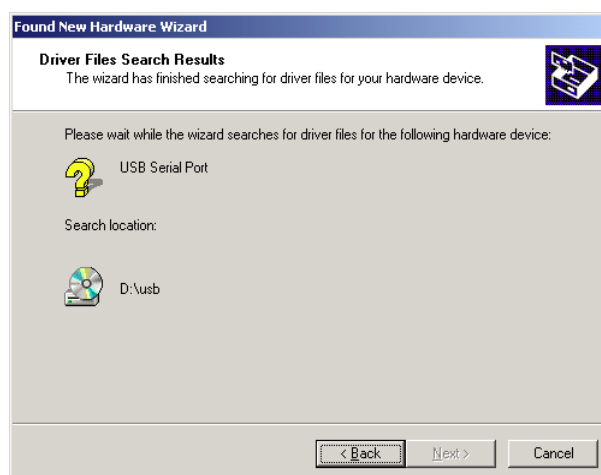 Found New Hardware Wizard
Driver Files Search Results
The wizard has finished searching for driver files for your hardware device.
Please wait while the wizard searches for driver files for the following hardware device:
USB Serial Port
Search location:
D:\usb
< Back
Next >
Cancel